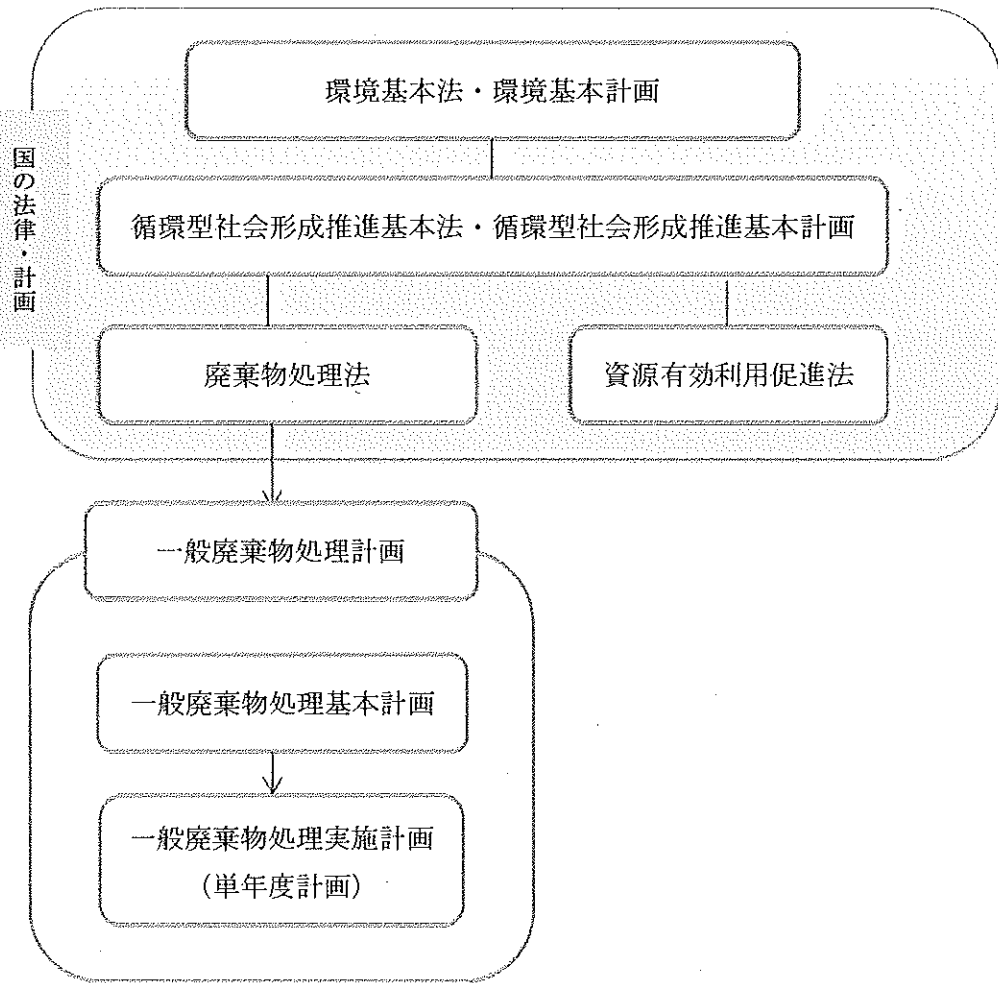 環境基本法・環境基本計画
国の法律・計画
循環型社会形成推進基本法・循環型社会形成推進基本計画
廃棄物処理法
資源有効利用促進法
一般廃棄物処理計画
一般廃棄物処理基本計画
一般廃棄物処理実施計画
（単年度計画）